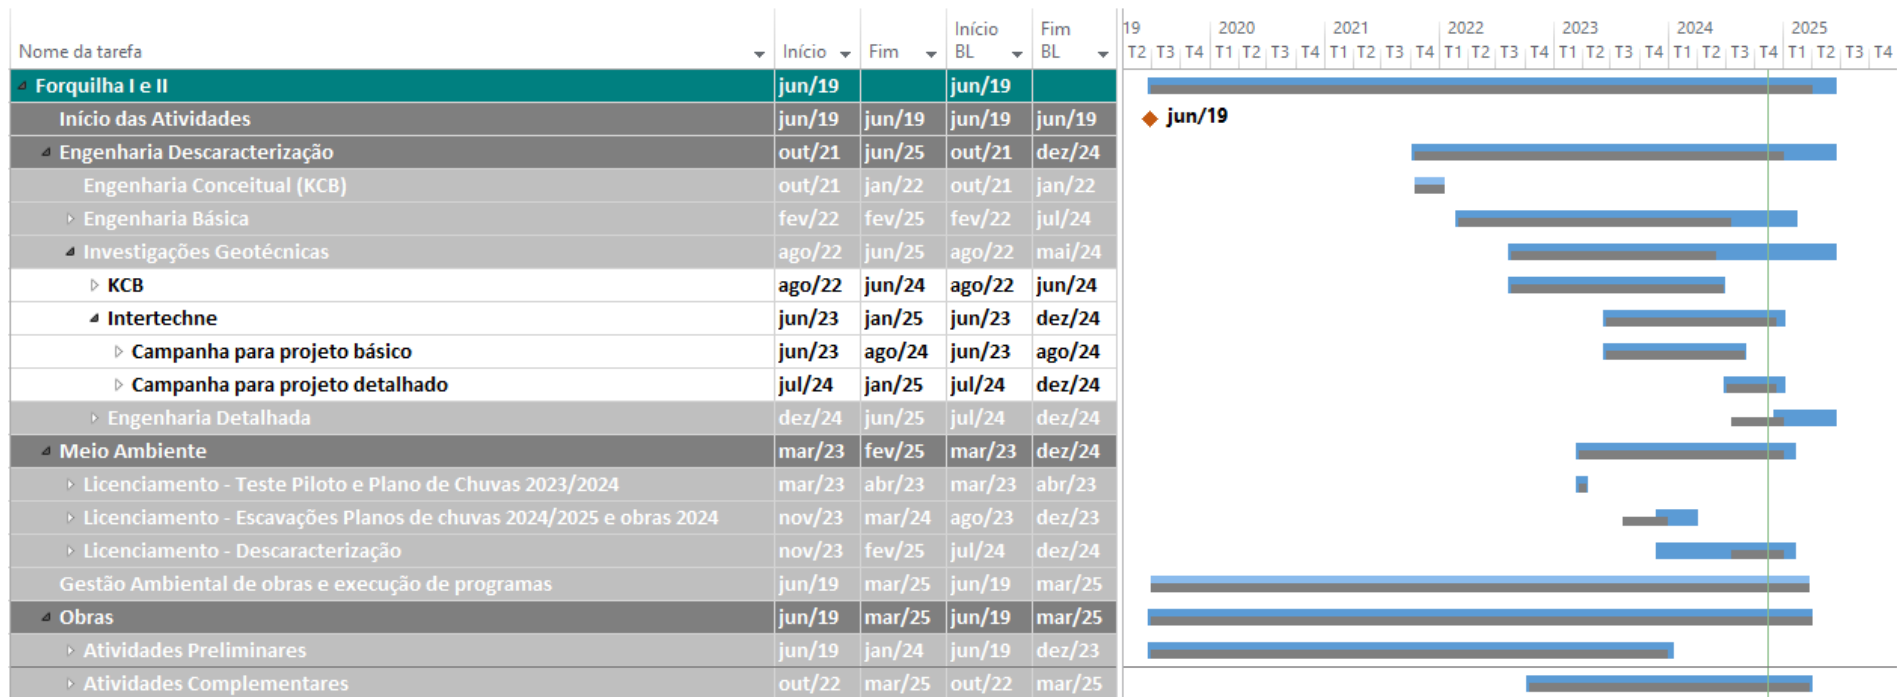 Nome da tarefa Início Fim Início BL Fim BL
19 2020 2021 2022 2023 2024 2025
T2 T3 T4 T1 T2 T3 T4 T1 T2 T3 T4 T1 T2 T3 T4 T1 T2 T3 T4 T1 T2 T3 T4 T1 T2 T3 T4
Forquilha I e II jun/19 jun/19
Início das Atividades jun/19 jun/19 jun/19 jun/19 jun/19
Engenharia Descaracterização out/21 jun/25 out/21 dez/24
Engenharia Conceitual (KCB) out/21 jan/22 out/21 jan/22
Engenharia Básica fev/22 fev/25 fev/22 jul/24
Investigações Geotécnicas ago/22 jun/25 ago/22 mai/24
KCB ago/22 jun/24 ago/22 jun/24
Intertechne jun/23 jan/25 jun/23 dez/24
Campanha para projeto básico jun/23 ago/24 jun/23 ago/24
Campanha para projeto detalhado jul/24 jan/25 jul/24 dez/24
Engenharia Detalhada dez/24 jun/25 jul/24 dez/24
Meio Ambiente mar/23 fev/25 mar/23 dez/24
Licenciamento - Teste Piloto e Plano de Chuvas 2023/2024 mar/23 abr/23 mar/23 abr/23
Licenciamento - Escavações Planos de chuvas 2024/2025 e obras 2024 nov/23 mar/24 ago/23 dez/23
Licenciamento - Descaracterização nov/23 fev/25 jul/24 dez/24
Gestão Ambiental de obras e execução de programas jun/19 mar/25 jun/19 mar/25
Obras jun/19 mar/25 jun/19 mar/25
Atividades Preliminares jun/19 jan/24 jun/19 dez/23
Atividades Complementares out/22 mar/25 out/22 mar/25